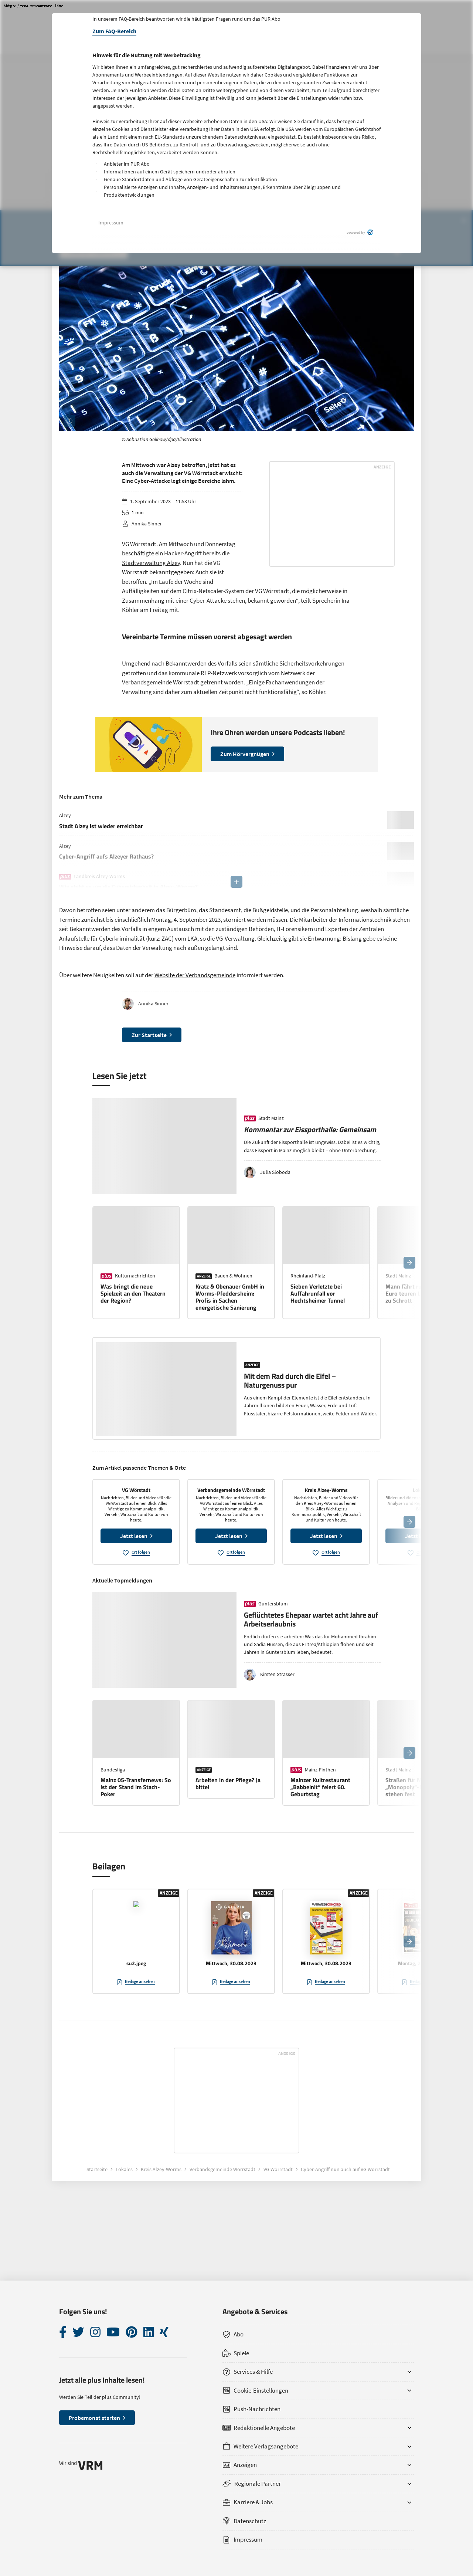 https://www.ransomware.live
In unserem FAQ-Bereich beantworten wir die häufigsten Fragen rund um das PUR Abo
Zum FAQ-Bereich
Hinweis für die Nutzung mit Werbetracking
Wir bieten Ihnen ein umfangreiches, gut recherchiertes und aufwendig aufbereitetes Digitalangebot. Dabei finanzieren wir uns über
Abonnements und Werbeeinblendungen. Auf dieser Website nutzen wir daher Cookies und vergleichbare Funktionen zur
Verarbeitung von Endgeräteinformationen und personenbezogenen Daten, die zu den unten genannten Zwecken verarbeitet
werden. Je nach Funktion werden dabei Daten an Dritte weitergegeben und von diesen verarbeitet; zum Teil aufgrund berechtigter
Interessen der jeweiligen Anbieter. Diese Einwilligung ist freiwillig und kann jederzeit über die Einstellungen widerrufen bzw.
angepasst werden.
Hinweis zur Verarbeitung Ihrer auf dieser Webseite erhobenen Daten in den USA: Wir weisen Sie darauf hin, dass bezogen auf
einzelne Cookies und Dienstleister eine Verarbeitung Ihrer Daten in den USA erfolgt. Die USA werden vom Europäischen Gerichtshof
als ein Land mit einem nach EU-Standards unzureichendem Datenschutzniveau eingeschätzt. Es besteht insbesondere das Risiko,
dass Ihre Daten durch US-Behörden, zu Kontroll- und zu Überwachungszwecken, möglicherweise auch ohne
Rechtsbehelfsmöglichkeiten, verarbeitet werden können.
Anbieter im PUR Abo
Informationen auf einem Gerät speichern und/oder abrufen
Genaue Standortdaten und Abfrage von Geräteeigenschaften zur Identifikation
Personalisierte Anzeigen und Inhalte, Anzeigen- und Inhaltsmessungen, Erkenntnisse über Zielgruppen und
Produktentwicklungen
Impressum
powered by
Druck
Seite
© Sebastian Gollnow/dpa/Illustration
Am Mittwoch war Alzey betroffen, jetzt hat es
auch die Verwaltung der VG Wörrstadt erwischt:
Eine Cyber-Attacke legt einige Bereiche lahm.
ANZEIGE
1. September 2023 – 11:53 Uhr
1 min
Annika Sinner
VG Wörrstadt. Am Mittwoch und Donnerstag
beschäftigte ein Hacker-Angriff bereits die
Stadtverwaltung Alzey. Nun hat die VG
Wörrstadt bekanntgegeben: Auch sie ist
betroffen. „Im Laufe der Woche sind
Auffälligkeiten auf dem Citrix-Netscaler-System der VG Wörrstadt, die möglicherweise in
Zusammenhang mit einer Cyber-Attacke stehen, bekannt geworden“, teilt Sprecherin Ina
Köhler am Freitag mit.
Vereinbarte Termine müssen vorerst abgesagt werden
Umgehend nach Bekanntwerden des Vorfalls seien sämtliche Sicherheitsvorkehrungen
getroffen und das kommunale RLP-Netzwerk vorsorglich vom Netzwerk der
Verbandsgemeinde Wörrstadt getrennt worden. „Einige Fachanwendungen der
Verwaltung sind daher zum aktuellen Zeitpunkt nicht funktionsfähig“, so Köhler.
Ihre Ohren werden unsere Podcasts lieben!
Zum Hörvergnügen
Mehr zum Thema
Alzey
Stadt Alzey ist wieder erreichbar
Alzey
Cyber-Angriff aufs Alzeyer Rathaus?
plus Landkreis Alzey-Worms
Davon betroffen seien unter anderem das Bürgerbüro, das Standesamt, die Bußgeldstelle, und die Personalabteilung, weshalb sämtliche
Termine zunächst bis einschließlich Montag, 4. September 2023, storniert werden müssen. Die Mitarbeiter der Informationstechnik stehen
seit Bekanntwerden des Vorfalls in engem Austausch mit den zuständigen Behörden, IT-Forensikern und Experten der Zentralen
Anlaufstelle für Cyberkriminalität (kurz: ZAC) vom LKA, so die VG-Verwaltung. Gleichzeitig gibt sie Entwarnung: Bislang gebe es keine
Hinweise darauf, dass Daten der Verwaltung nach außen gelangt sind.
Über weitere Neuigkeiten soll auf der Website der Verbandsgemeinde informiert werden.
Annika Sinner
Zur Startseite
Lesen Sie jetzt
plus Stadt Mainz
Kommentar zur Eissporthalle: Gemeinsam
Die Zukunft der Eissporthalle ist ungewiss. Dabei ist es wichtig,
dass Eissport in Mainz möglich bleibt – ohne Unterbrechung.
Julia Sloboda
plus Kulturnachrichten
Was bringt die neue
Spielzeit an den Theatern
der Region?
ANZEIGE Bauen & Wohnen
Kratz & Obenauer GmbH in
Worms-Pfeddersheim:
Profis in Sachen
energetische Sanierung
Rheinland-Pfalz
Sieben Verletzte bei
Auffahrunfall vor
Hechtsheimer Tunnel
Stadt Mainz
Mann fährt
Euro teuren
zu Schrott
ANZEIGE
Mit dem Rad durch die Eifel –
Naturgenuss pur
Aus einem Kampf der Elemente ist die Eifel entstanden. In
Jahrmillionen bildeten Feuer, Wasser, Erde und Luft
Flusstäler, bizarre Felsformationen, weite Felder und Wälder.
Zum Artikel passende Themen & Orte
VG Wörrstadt
Nachrichten, Bilder und Videos für die
VG Wörrstadt auf einen Blick. Alles
Wichtige zu Kommunalpolitik,
Verkehr, Wirtschaft und Kultur von
heute.
Jetzt lesen
Ort folgen
Verbandsgemeinde Wörrstadt
Nachrichten, Bilder und Videos für die
VG Wörrstadt auf einen Blick. Alles
Wichtige zu Kommunalpolitik,
Verkehr, Wirtschaft und Kultur von
heute.
Jetzt lesen
Ort folgen
Kreis Alzey-Worms
Nachrichten, Bilder und Videos für
den Kreis Alzey-Worms auf einen
Blick. Alles Wichtige zu
Kommunalpolitik, Verkehr, Wirtschaft
und Kultur von heute.
Jetzt lesen
Ort folgen
Aktuelle Topmeldungen
plus Guntersblum
Geflüchtetes Ehepaar wartet acht Jahre auf
Arbeitserlaubnis
Endlich dürfen sie arbeiten: Was das für Mohammed Ibrahim
und Sadia Hussen, die aus Eritrea/Äthiopien flohen und seit
Jahren in Guntersblum leben, bedeutet.
Kirsten Strasser
Bundesliga
Mainz 05-Transfernews: So
ist der Stand im Stach-
Poker
ANZEIGE
Arbeiten in der Pflege? Ja
bitte!
plus Mainz-Finthen
Mainzer Kultrestaurant
„Babbelnit“ feiert 60.
Geburtstag
Stadt Mainz
Straßen für
„Monopoly“
stehen fest
Beilagen
ANZEIGE
su2.jpeg
Beilage ansehen
ANZEIGE
GALERIA
Mittwoch, 30.08.2023
Beilage ansehen
ANZEIGE
Mittwoch, 30.08.2023
Beilage ansehen
ANZEIGE
Startseite
Lokales
Kreis Alzey-Worms
Verbandsgemeinde Wörrstadt
VG Wörrstadt
Cyber-Angriff nun auch auf VG Wörrstadt
Folgen Sie uns!
Jetzt alle plus Inhalte lesen!
Werden Sie Teil der plus Community!
Probemonat starten
Wir sind VRM
Angebote & Services
Abo
Spiele
Services & Hilfe
Cookie-Einstellungen
Push-Nachrichten
Redaktionelle Angebote
Weitere Verlagsangebote
Anzeigen
Regionale Partner
Karriere & Jobs
Datenschutz
Impressum